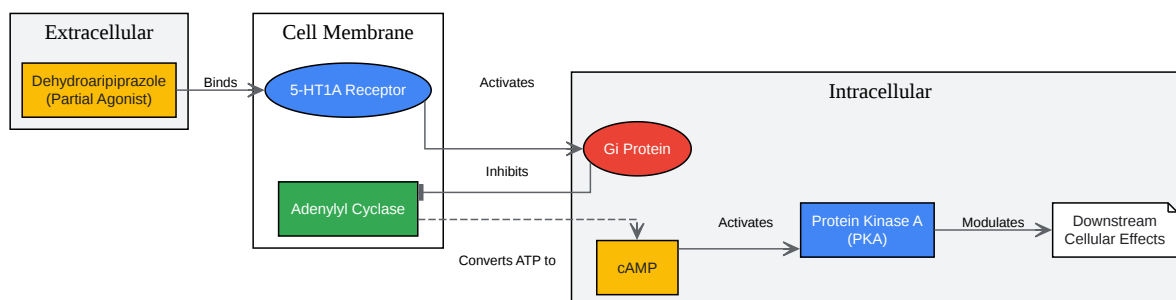 Extracellular
Dehydroaripiprazole
(Partial Agonist)
Binds
Cell Membrane
5-HT1A Receptor
Adenylyl Cyclase
Activates
Inhibits
Converts ATP to
Intracellular
Gi Protein
cAMP
Activates
Protein Kinase A
(PKA)
Modulates
Downstream
Cellular Effects